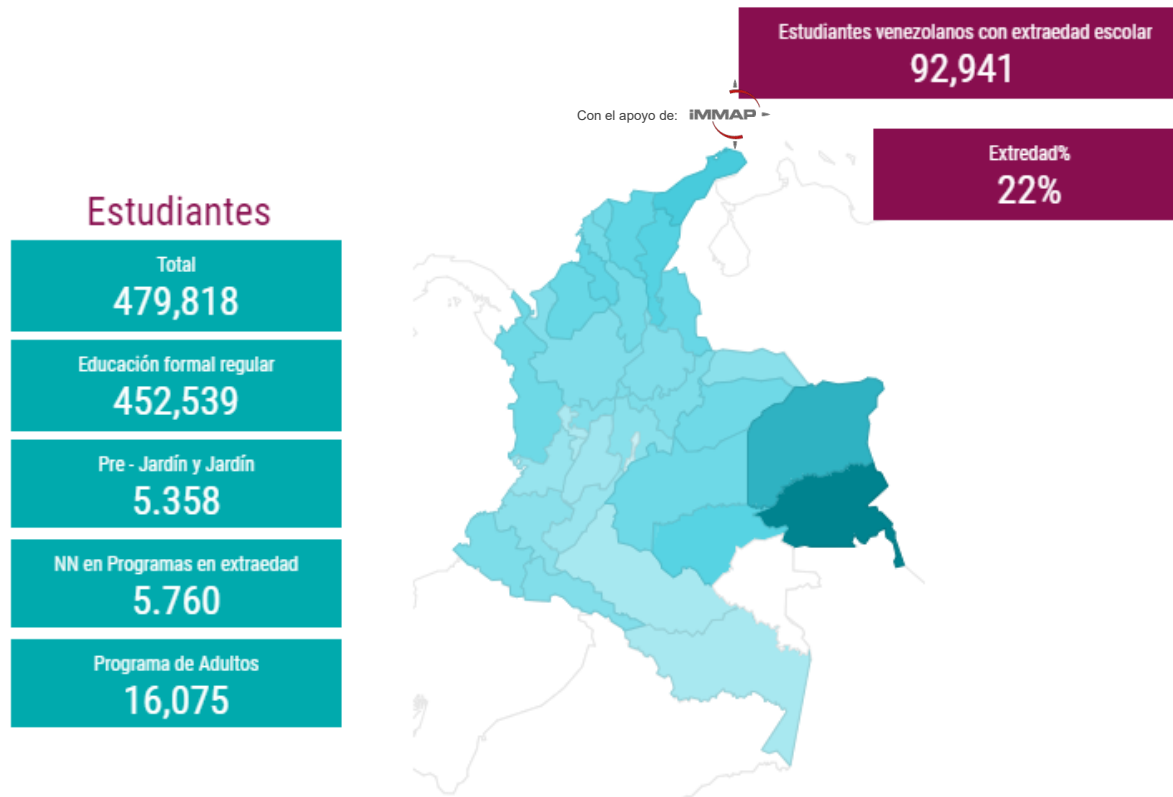 Estudiantes venezolanos con extraedad escolar
92,941
Con el apoyo de: iMMAP
Extredad%
22%
Estudiantes
Total
479,818
Educación formal regular
452,539
Pre - Jardín y Jardín
5.358
NN en Programas en extraedad
5.760
Programa de Adultos
16,075